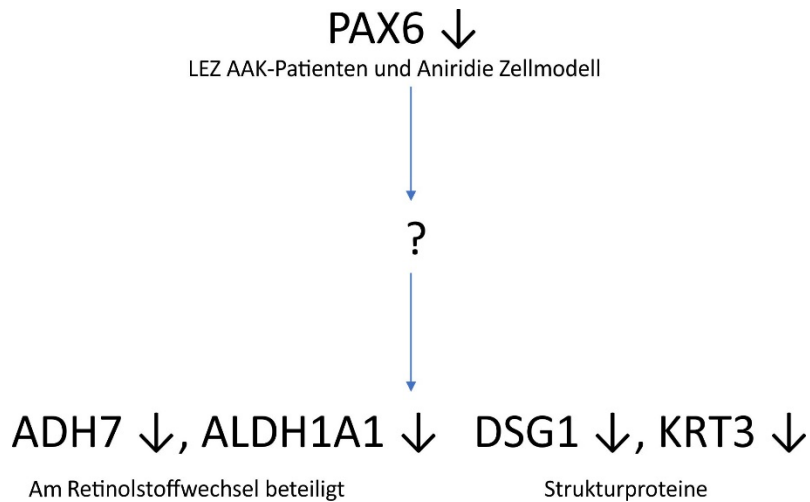 PAX6 ↓
LEZ AAK-Patienten und Aniridie Zellmodell
?
ADH7 ↓, ALDH1A1 ↓ DSG1 ↓, KRT3 ↓
Am Retinolstoffwechsel beteiligt Strukturproteine